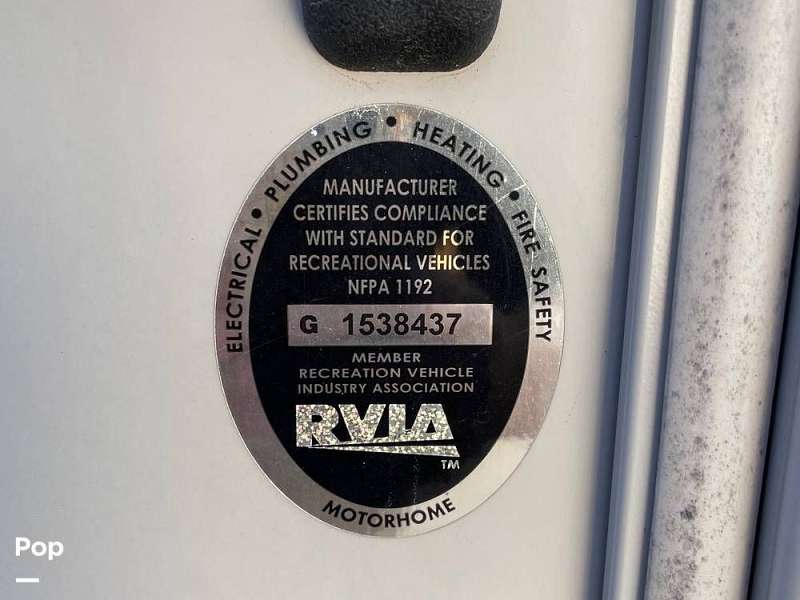 ELECTRICAL • PLUMBING • HEATING • FIRE SAFETY
MANUFACTURER
CERTIFIES COMPLIANCE
WITH STANDARD FOR
RECREATIONAL VEHICLES
NFPA 1192
G 1538437
MEMBER
RECREATION VEHICLE
INDUSTRY ASSOCIATION
RVIA
TM
MOTORHOME
Pop